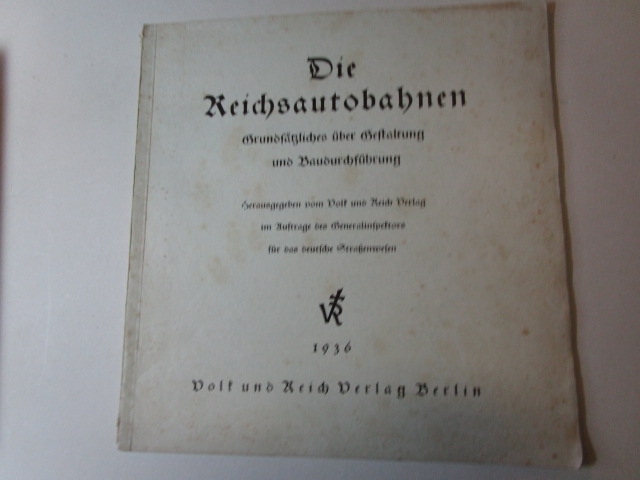 Die
Reichsautobahnen
Grundsätzliches über Gestaltung
und Baudurchführung
Herausgegeben vom Volk und Reich Verlag
im Auftrage des Generalinspektors
für das deutsche Straßenwesen
VR
1936
Volk und Reich Verlag Berlin